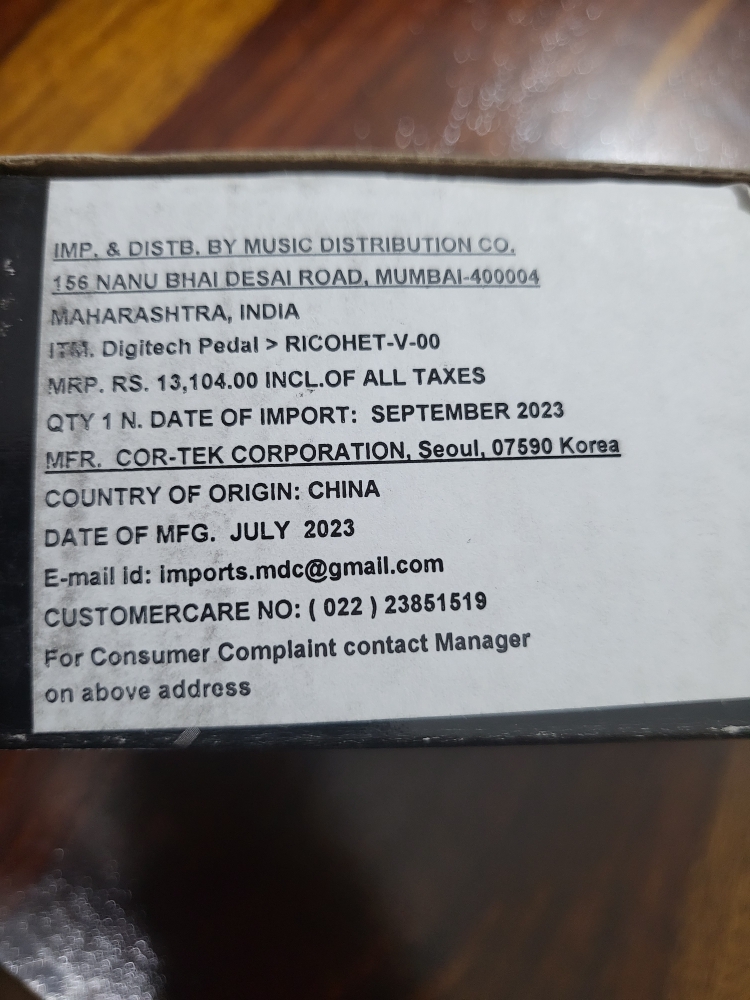 IMP. & DISTB. BY MUSIC DISTRIBUTION CO.
156 NANU BHAI DESAI ROAD, MUMBAI-400004
MAHARASHTRA, INDIA
ITM. Digitech Pedal > RICOHET-V-00
MRP. RS. 13,104.00 INCL.OF ALL TAXES
QTY 1 N. DATE OF IMPORT: SEPTEMBER 2023
MFR. COR-TEK CORPORATION, Seoul, 07590 Korea
COUNTRY OF ORIGIN: CHINA
DATE OF MFG. JULY 2023
E-mail id: imports.mdc@gmail.com
CUSTOMERCARE NO: ( 022 ) 23851519
For Consumer Complaint contact Manager
on above address